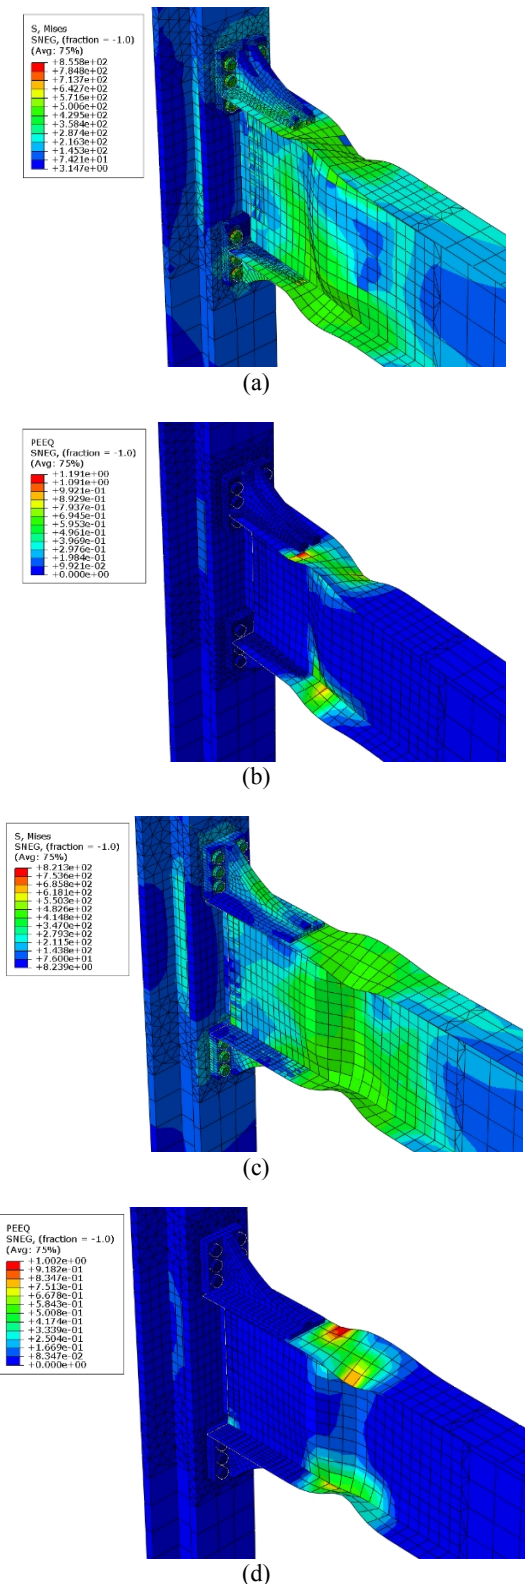 S, Mises
SNEG, (fraction = -1.0)
(Avg: 75%)
+8.558e+02
+7.848e+02
+7.137e+02
+6.427e+02
+5.716e+02
+5.006e+02
+4.295e+02
+3.584e+02
+2.874e+02
+2.163e+02
+1.453e+02
+7.421e+01
+3.147e+00
(a)
PEEQ
SNEG, (fraction = -1.0)
(Avg: 75%)
+1.191e+00
+1.091e+00
+9.921e-01
+8.929e-01
+7.937e-01
+6.945e-01
+5.953e-01
+4.961e-01
+3.969e-01
+2.976e-01
+1.984e-01
+9.921e-02
+0.000e+00
(b)
S, Mises
SNEG, (fraction = -1.0)
(Avg: 75%)
+8.213e+02
+7.536e+02
+6.858e+02
+6.181e+02
+5.503e+02
+4.826e+02
+4.148e+02
+3.470e+02
+2.793e+02
+2.115e+02
+1.438e+02
+7.600e+01
+8.239e+00
(c)
PEEQ
SNEG, (fraction = -1.0)
(Avg: 75%)
+1.002e+00
+9.182e-01
+8.347e-01
+7.513e-01
+6.678e-01
+5.843e-01
+5.008e-01
+4.174e-01
+3.339e-01
+2.504e-01
+1.669e-01
+8.347e-02
+0.000e+00
(d)